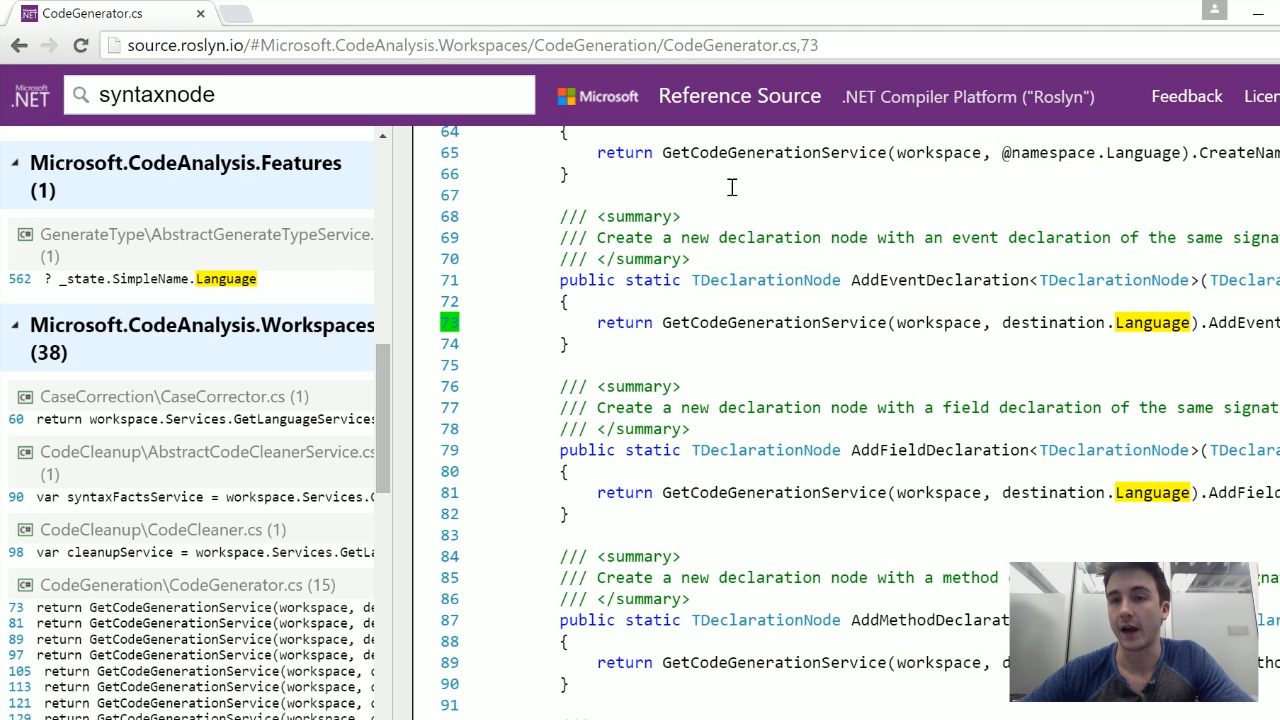 CodeGenerator.cs
source.roslyn.io/#Microsoft.CodeAnalysis.Workspaces/CodeGeneration/CodeGenerator.cs,73
Microsoft .NET
syntaxnode
Microsoft Reference Source .NET Compiler Platform ("Roslyn") Feedback Licen
Microsoft.CodeAnalysis.Features
(1)
GenerateType\AbstractGenerateTypeService.
(1)
562 ? _state.SimpleName.Language
Microsoft.CodeAnalysis.Workspaces
(38)
CaseCorrection\CaseCorrector.cs (1)
60 return workspace.Services.GetLanguageServices
CodeCleanup\AbstractCodeCleanerService.cs
(1)
90 var syntaxFactsService = workspace.Services.G
CodeCleanup\CodeCleaner.cs (1)
98 var cleanupService = workspace.Services.GetLa
CodeGeneration\CodeGenerator.cs (15)
73 return GetCodeGenerationService(workspace, de
81 return GetCodeGenerationService(workspace, de
89 return GetCodeGenerationService(workspace, de
97 return GetCodeGenerationService(workspace, de
105 return GetCodeGenerationService(workspace, d
113 return GetCodeGenerationService(workspace, d
121 return GetCodeGenerationService(workspace, d
129 return GetCodeGenerationService(workspace, d
64 {
65 return GetCodeGenerationService(workspace, @namespace.Language).CreateNam
66 }
67
68 /// <summary>
69 /// Create a new declaration node with an event declaration of the same signa
70 /// </summary>
71 public static TDeclarationNode AddEventDeclaration<TDeclarationNode>(TDeclara
72 {
73 return GetCodeGenerationService(workspace, destination.Language).AddEvent
74 }
75
76 /// <summary>
77 /// Create a new declaration node with a field declaration of the same signat
78 /// </summary>
79 public static TDeclarationNode AddFieldDeclaration<TDeclarationNode>(TDeclara
80 {
81 return GetCodeGenerationService(workspace, destination.Language).AddField
82 }
83
84 /// <summary>
85 /// Create a new declaration node with a method
86 /// </summary>
87 public static TDeclarationNode AddMethodDeclarat
88 {
89 return GetCodeGenerationService(workspace, d
90 }
91